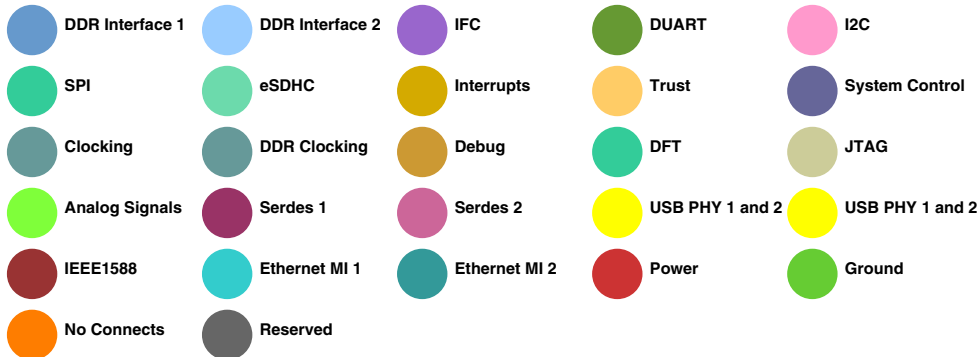 DDR Interface 1
DDR Interface 2
IFC
DUART
I2C
SPI
eSDHC
Interrupts
Trust
System Control
Clocking
DDR Clocking
Debug
DFT
JTAG
Analog Signals
Serdes 1
Serdes 2
USB PHY 1 and 2
USB PHY 1 and 2
IEEE1588
Ethernet MI 1
Ethernet MI 2
Power
Ground
No Connects
Reserved